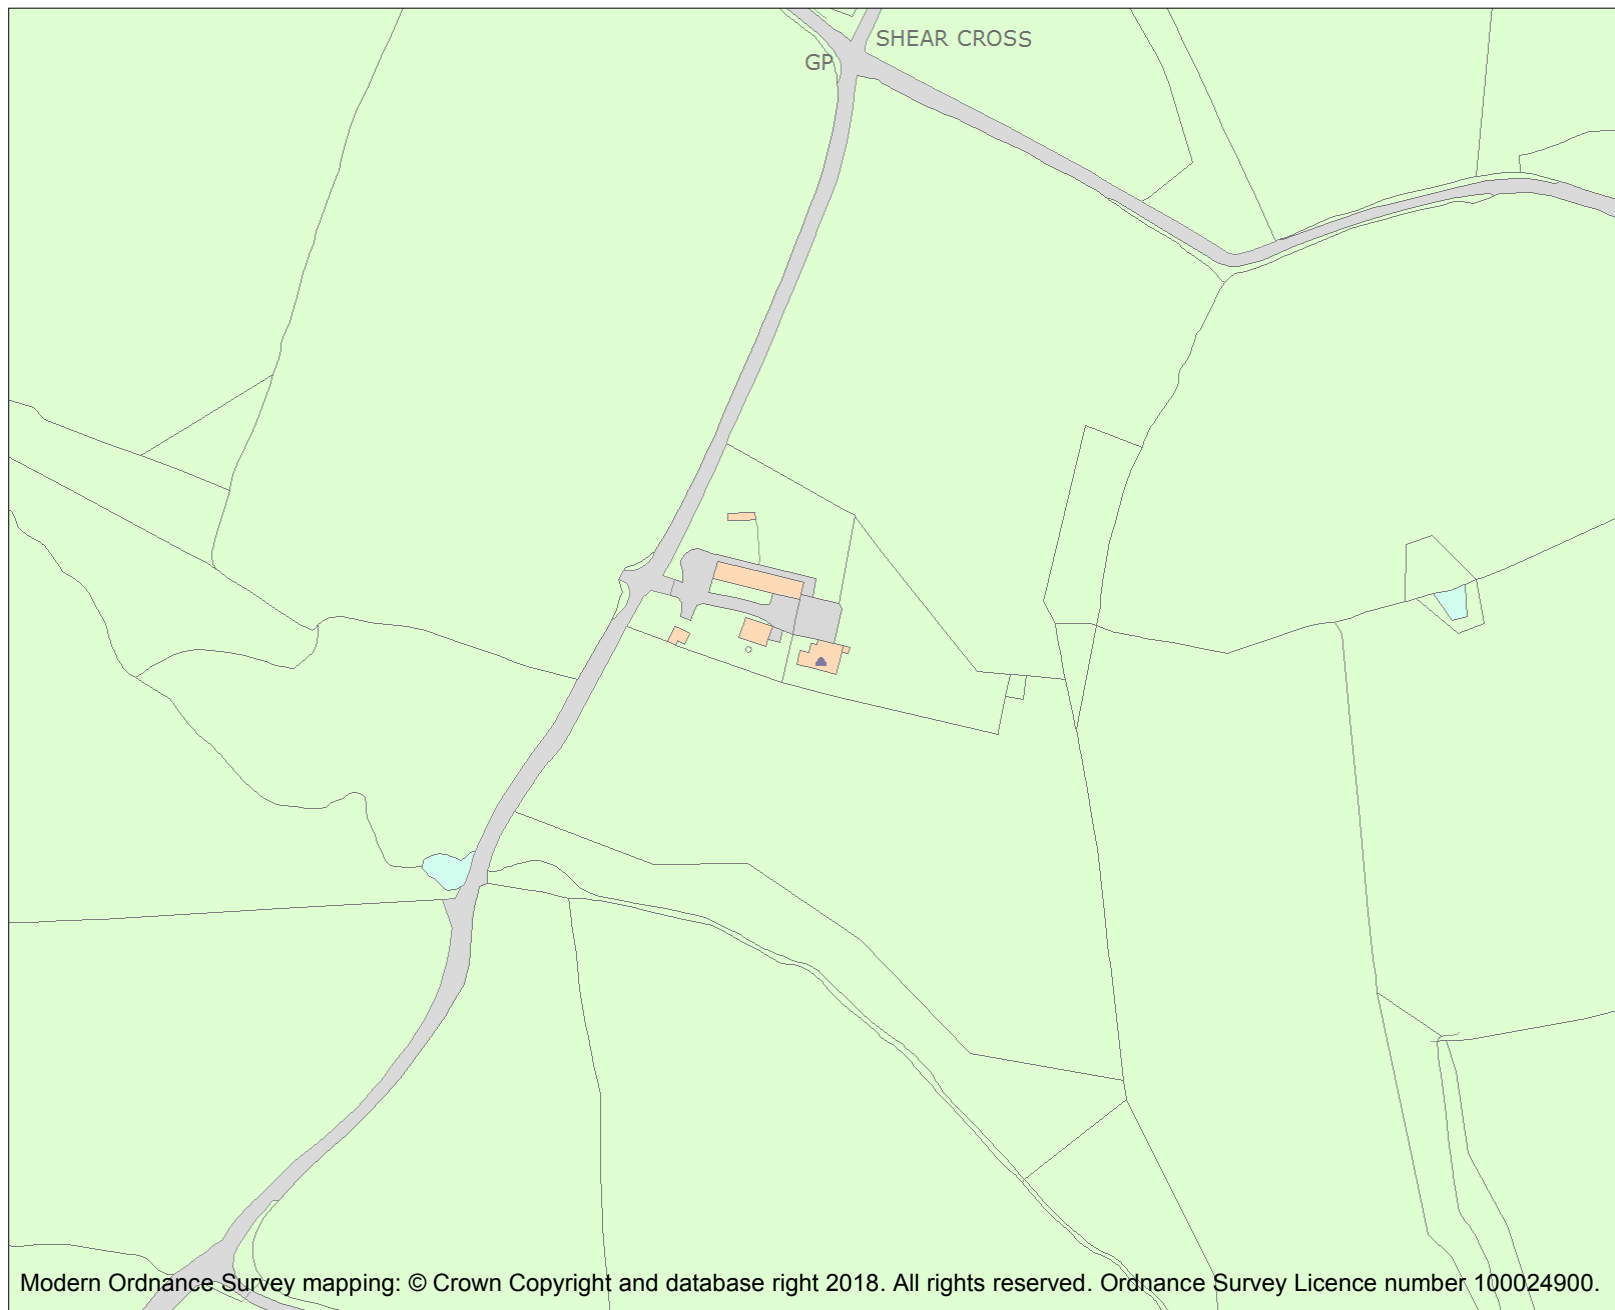 SHEAR CROSS
GP
Modern Ordnance Survey mapping: © Crown Copyright and database right 2018. All rights reserved. Ordnance Survey Licence number 100024900.